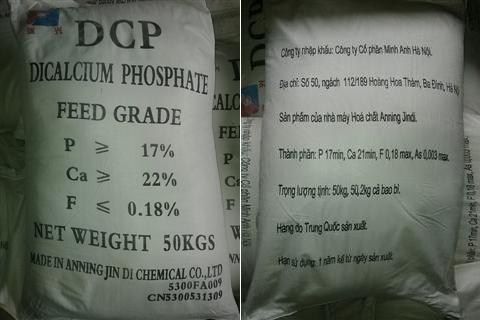 DCP
DICALCIUM PHOSPHATE
FEED GRADE
P ≥ 17%
Ca ≥ 22%
F ≤ 0.18%
NET WEIGHT 50KGS
MADE IN ANNING JIN DI CHEMICAL CO.,LTD
5300FA009
CN5300531309
Công ty nhập khẩu: Công ty Cổ phần Minh Anh Hà Nội.
Địa chỉ: Số 50, ngách 112/189 Hoàng Hoa Thám, Ba Đình, Hà Nội
Sản phẩm của nhà máy Hoá chất Anning Jindi.
Thành phần: P 17min, Ca 21min, F 0,18 max, As 0,003 max.
Trọng lượng tịnh: 50kg, 50,2kg cả bao bì.
Hàng do Trung Quốc sản xuất.
Hạn sử dụng: 1 năm kể từ ngày sản xuất.